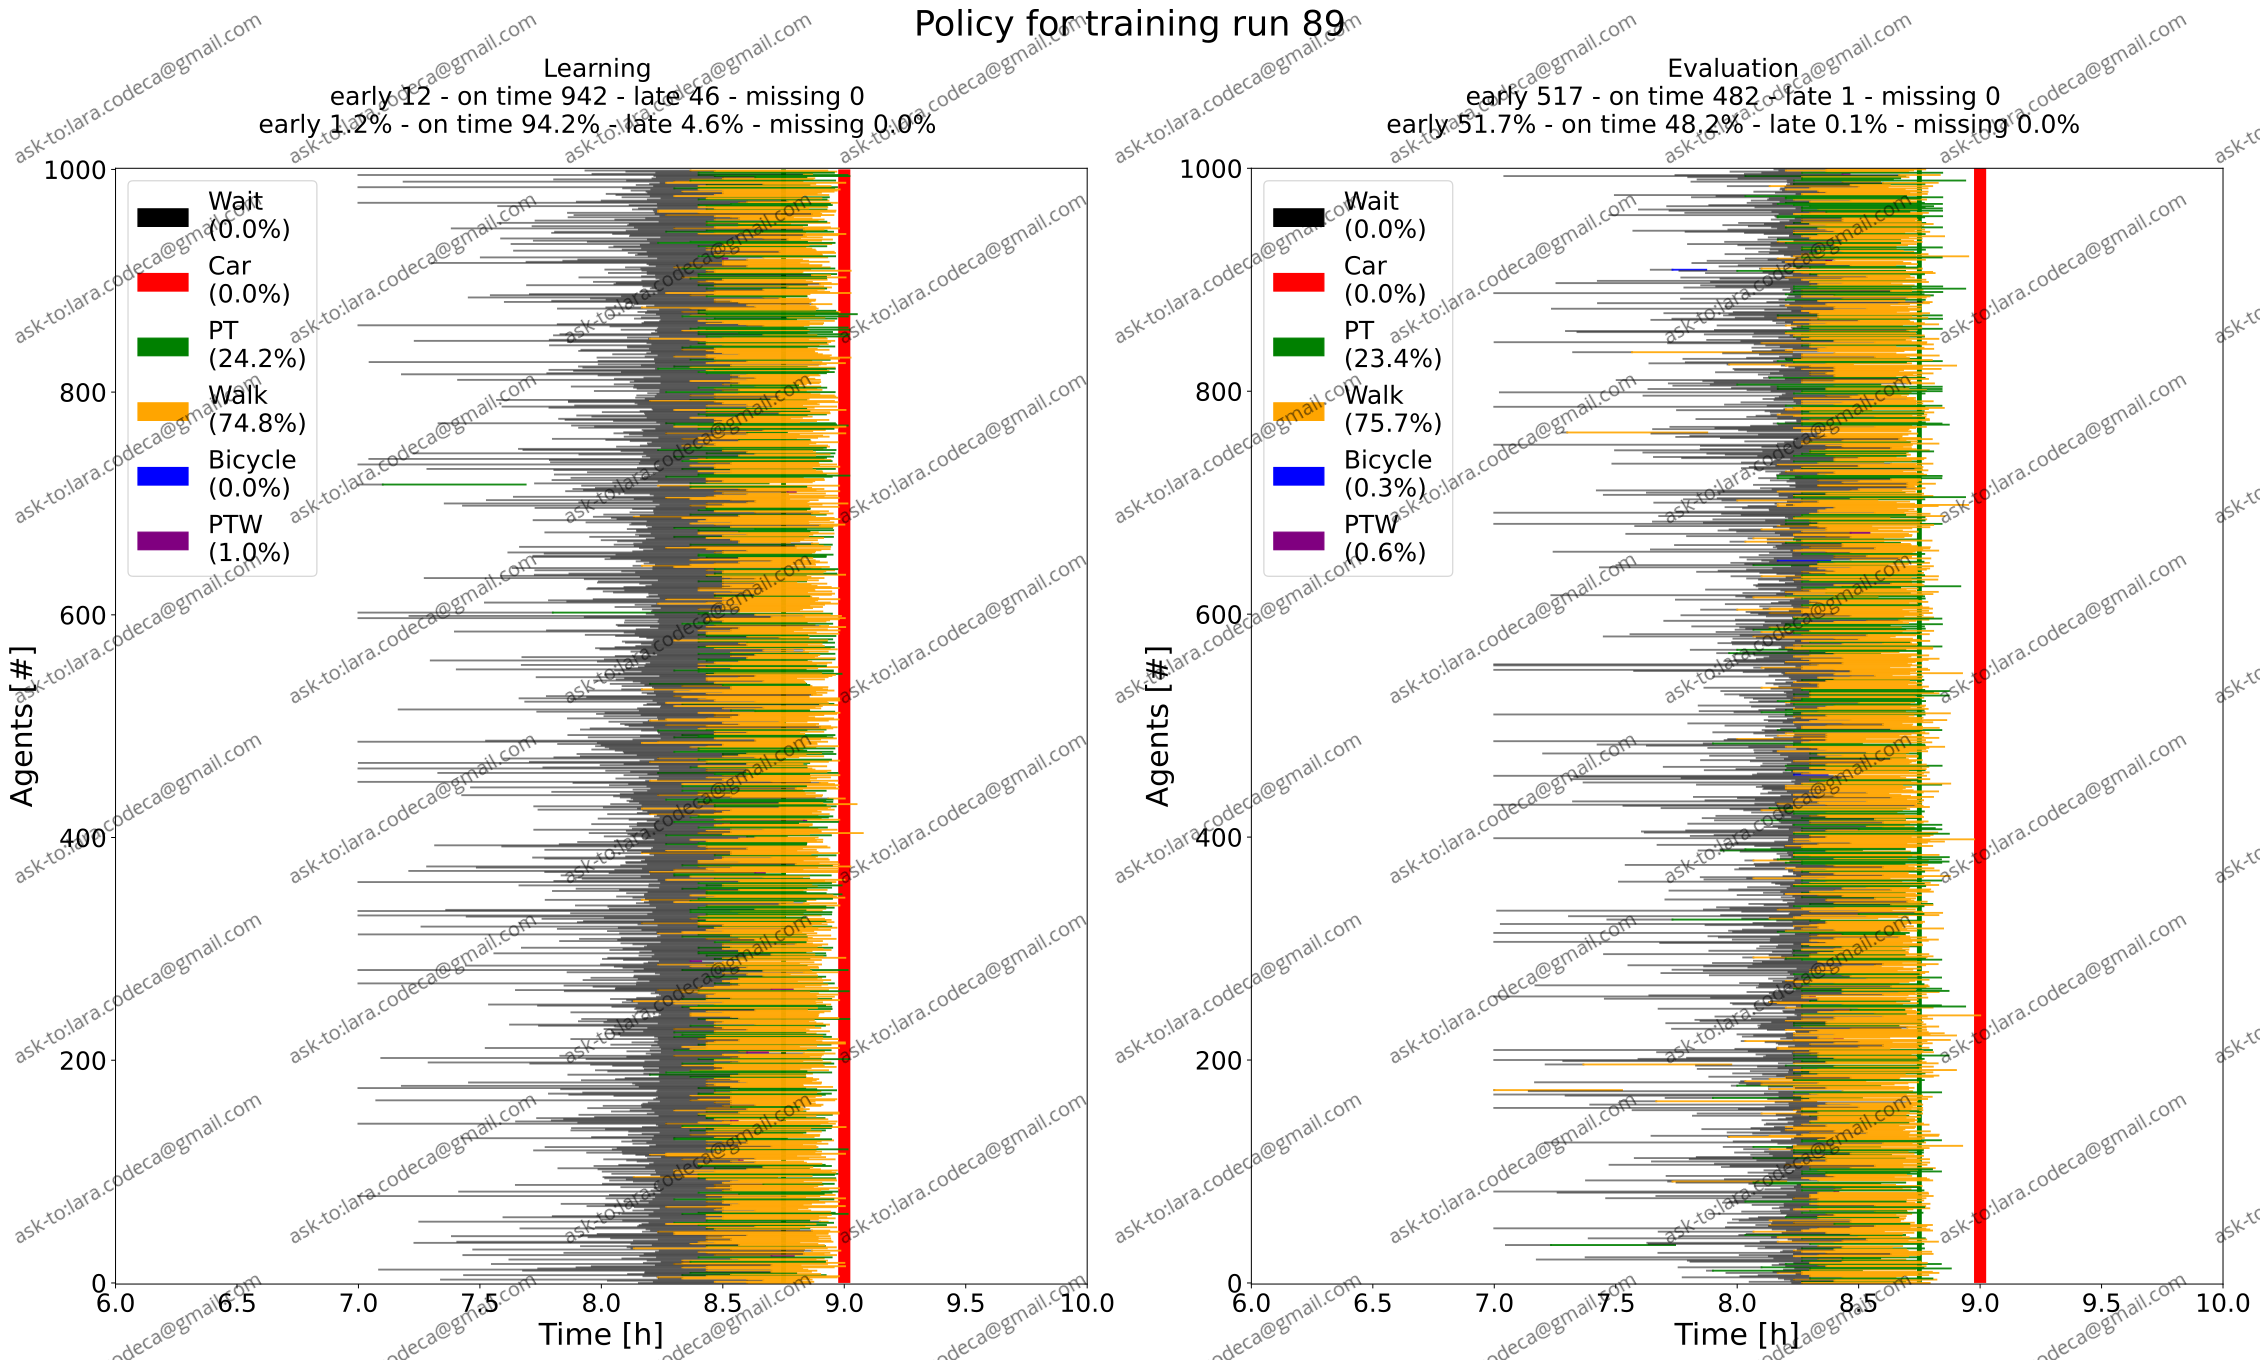 Policy for training run 89
Learning
early 12 - on time 942 - late 46 - missing 0
early 1.2% - on time 94.2% - late 4.6% - missing 0.0%
Evaluation
early 517 - on time 482 - late 1 - missing 0
early 51.7% - on time 48.2% - late 0.1% - missing 0.0%
Agents [#]
1000
800
600
400
200
0
Wait
(0.0%)
Car
(0.0%)
PT
(24.2%)
Walk
(74.8%)
Bicycle
(0.0%)
PTW
(1.0%)
6.0 6.5 7.0 7.5 8.0 8.5 9.0 9.5 10.0
Time [h]
Agents [#]
1000
800
600
400
200
0
Wait
(0.0%)
Car
(0.0%)
PT
(23.4%)
Walk
(75.7%)
Bicycle
(0.3%)
PTW
(0.6%)
6.0 6.5 7.0 7.5 8.0 8.5 9.0 9.5 10.0
Time [h]
ask-to:lara.codeca@gmail.com